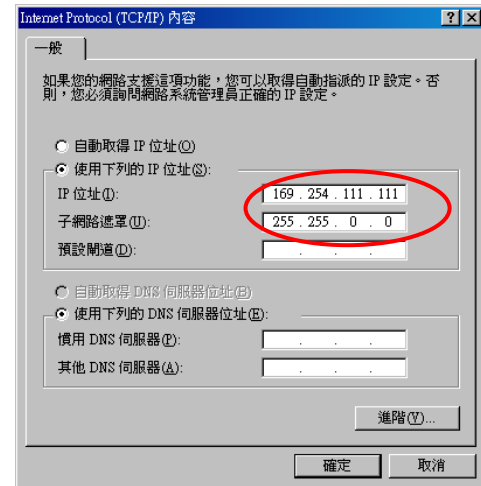 Internet Protocol (TCP/IP) 內容
一般
如果您的網路支援這項功能，您可以取得自動指派的 IP 設定。否
則，您必須詢問網路系統管理員正確的 IP 設定。
自動取得 IP 位址(O)
使用下列的 IP 位址(S):
IP 位址(I): 169 . 254 . 111 . 111
子網路遮罩(U): 255 . 255 . 0 . 0
預設閘道(D): . . .
自動取得 DNS 伺服器位址(B)
使用下列的 DNS 伺服器位址(E):
慣用 DNS 伺服器(P): . . .
其他 DNS 伺服器(A): . . .
進階(V)...
確定 取消